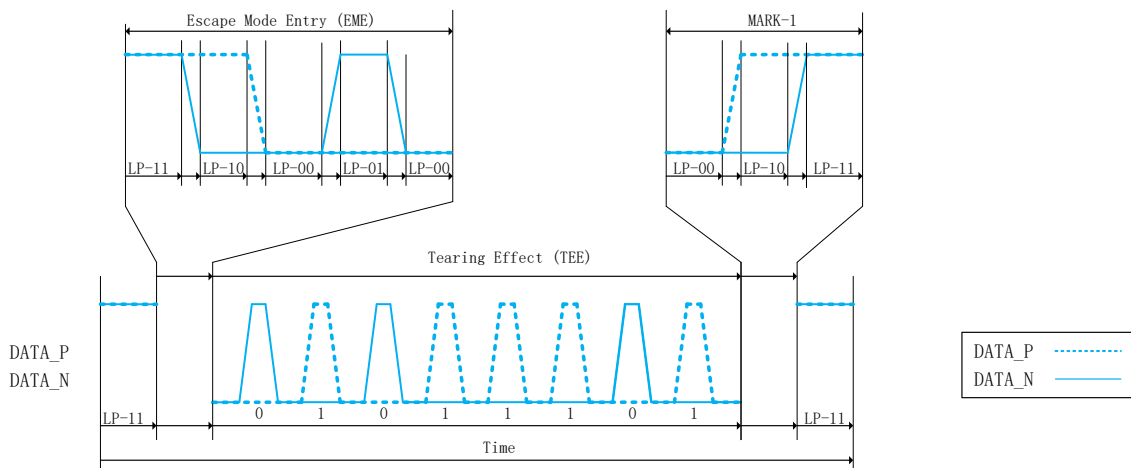 Escape Mode Entry (EME)
MARK-1
LP-11 LP-10 LP-00 LP-01 LP-00
LP-00 LP-10 LP-11
Tearing Effect (TEE)
DATA_P
DATA_N
0 1 0 1 1 1 0 1
LP-11
LP-11
Time
DATA_P
DATA_N